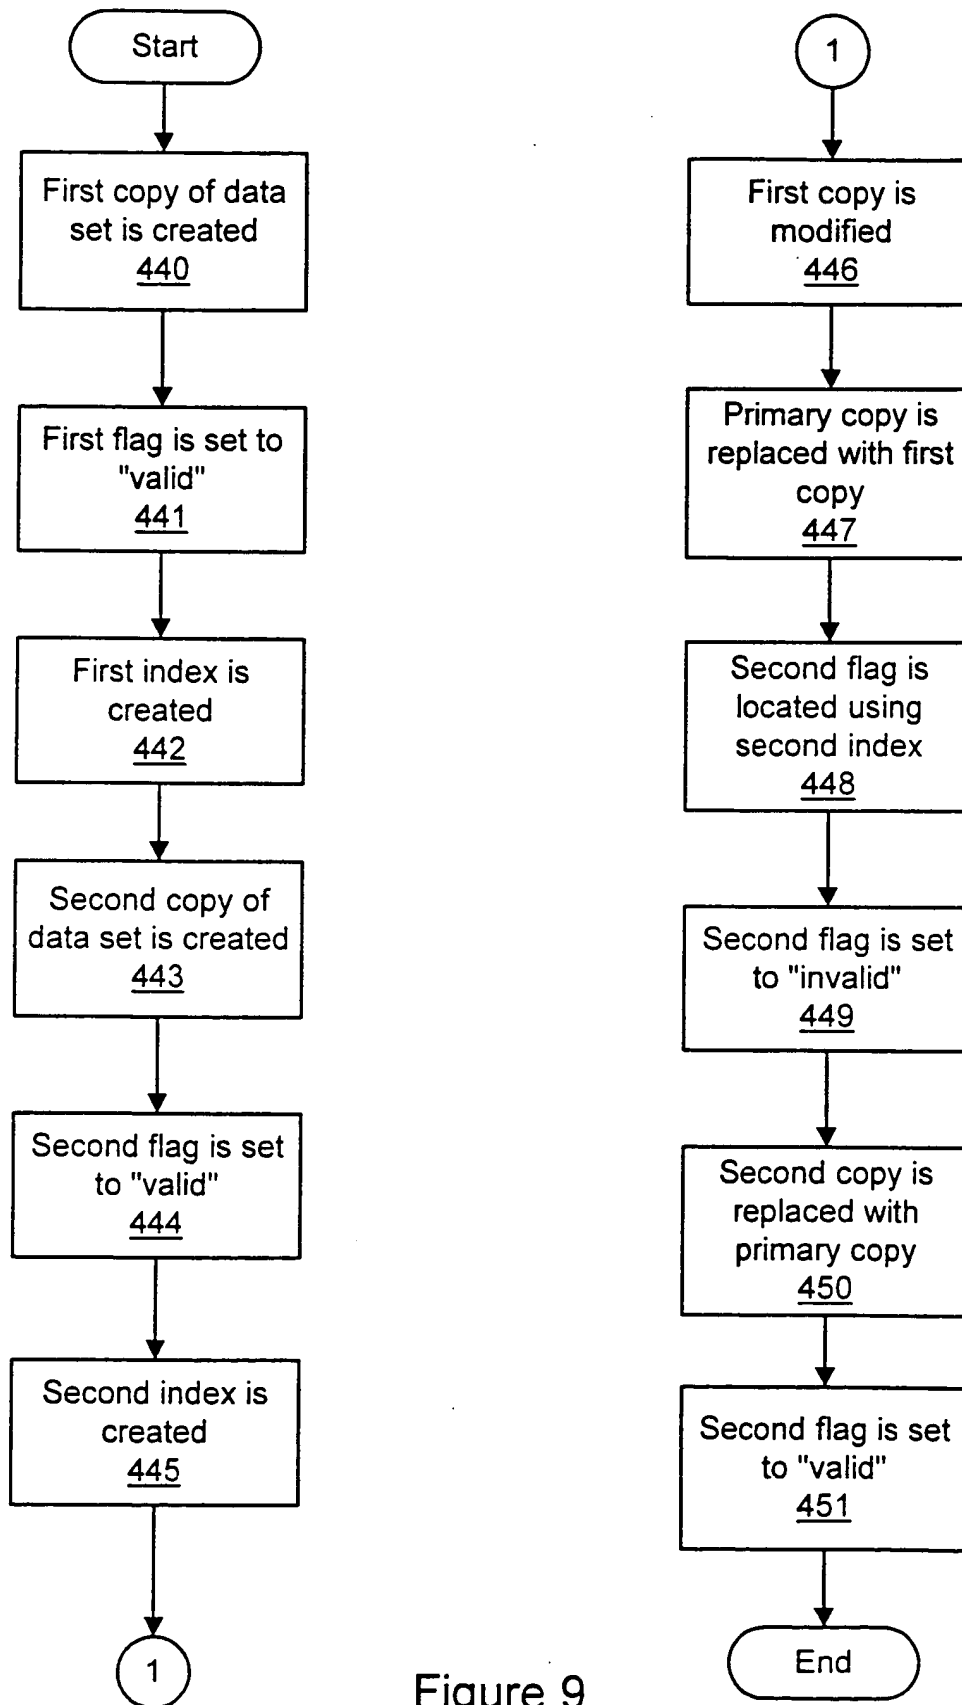 Start
First copy of data
set is created
440
First flag is set to
"valid"
441
First index is
created
442
Second copy of
data set is created
443
Second flag is set
to "valid"
444
Second index is
created
445
1
1
First copy is
modified
446
Primary copy is
replaced with first
copy
447
Second flag is
located using
second index
448
Second flag is set
to "invalid"
449
Second copy is
replaced with
primary copy
450
Second flag is set
to "valid"
451
End
Figure 9